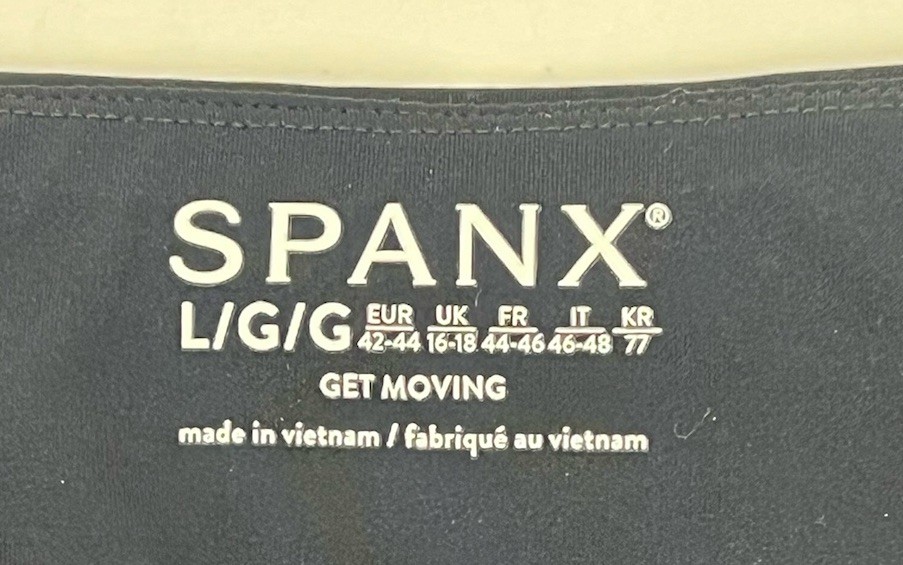 SPANX®
L/G/G EUR 42-44 UK 16-18 FR 44-46 IT 46-48 KR 77
GET MOVING
made in vietnam / fabriqué au vietnam